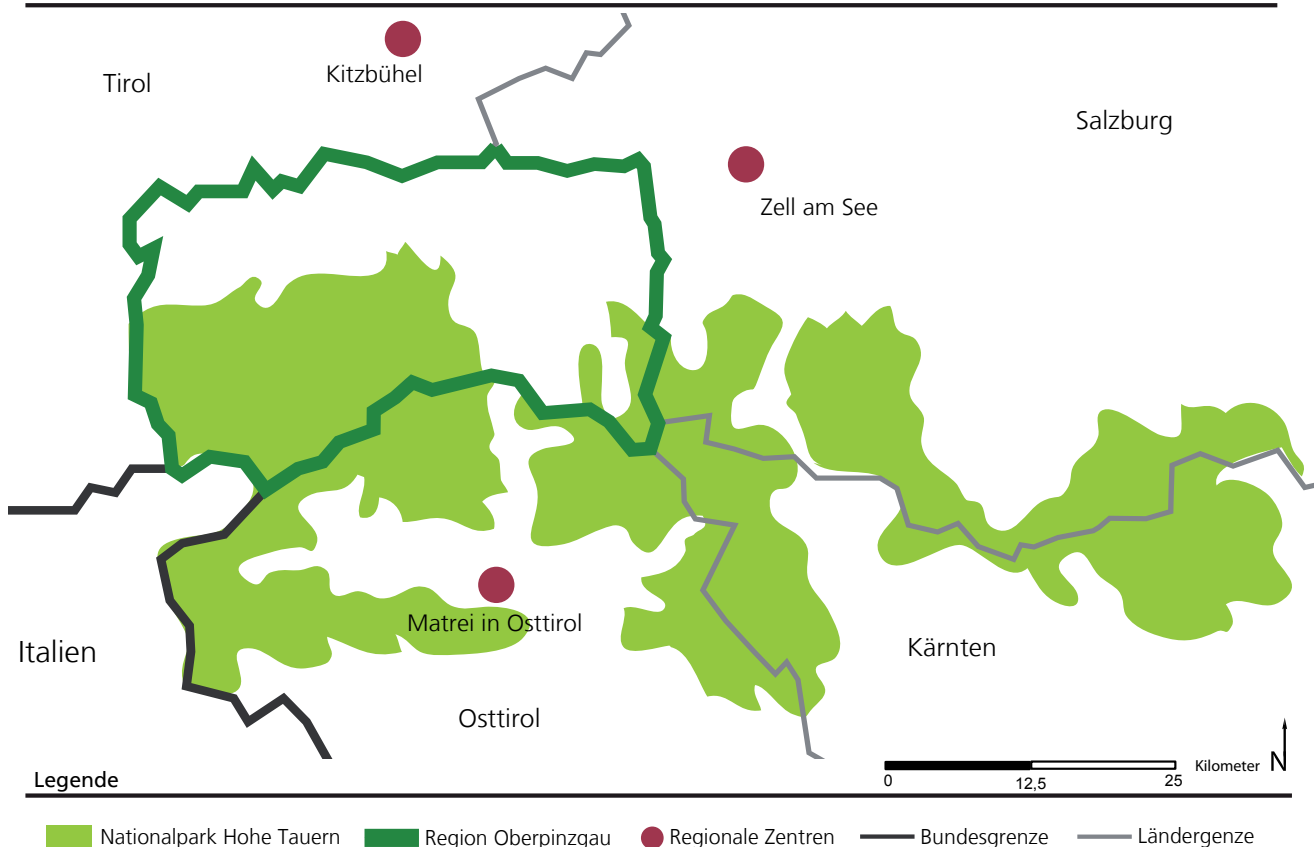 Kitzbühel
Tirol
Salzburg
Zell am See
Matrei in Osttirol
Italien
Kärnten
Osttirol
Kilometer N
0 12,5 25
Legende
Nationalpark Hohe Tauern Region Oberpinzgau Regionale Zentren Bundesgrenze Ländergenze